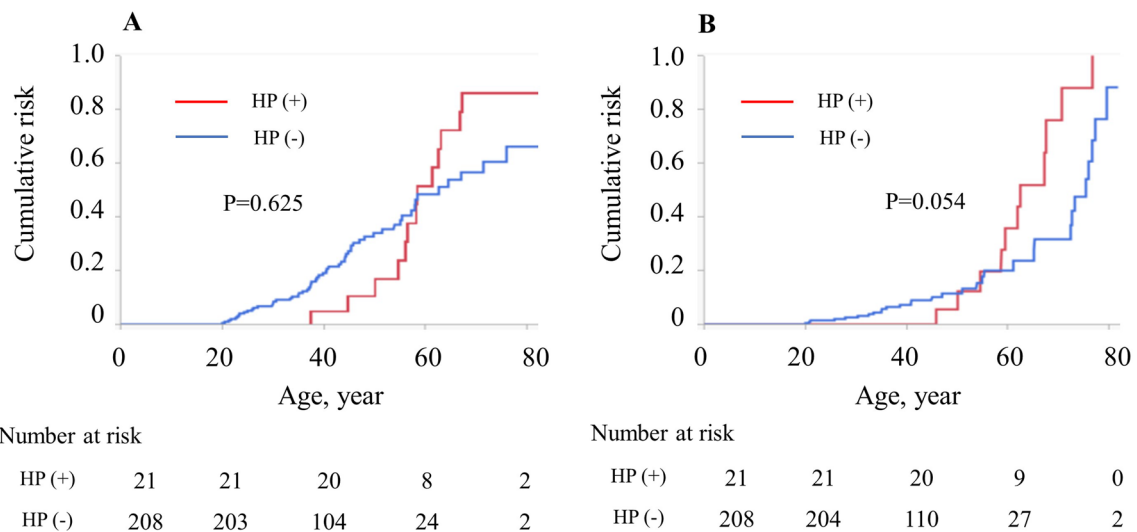 A
Cumulative risk
1.0
0.8
0.6
0.4
0.2
0
HP (+)
HP (-)
P=0.625
0 20 40 60 80
Age, year
Number at risk
HP (+) 21 21 20 8 2
HP (-) 208 203 104 24 2
B
Cumulative risk
1.0
0.8
0.6
0.4
0.2
0
HP (+)
HP (-)
P=0.054
0 20 40 60 80
Age, year
Number at risk
HP (+) 21 21 20 9 0
HP (-) 208 204 110 27 2